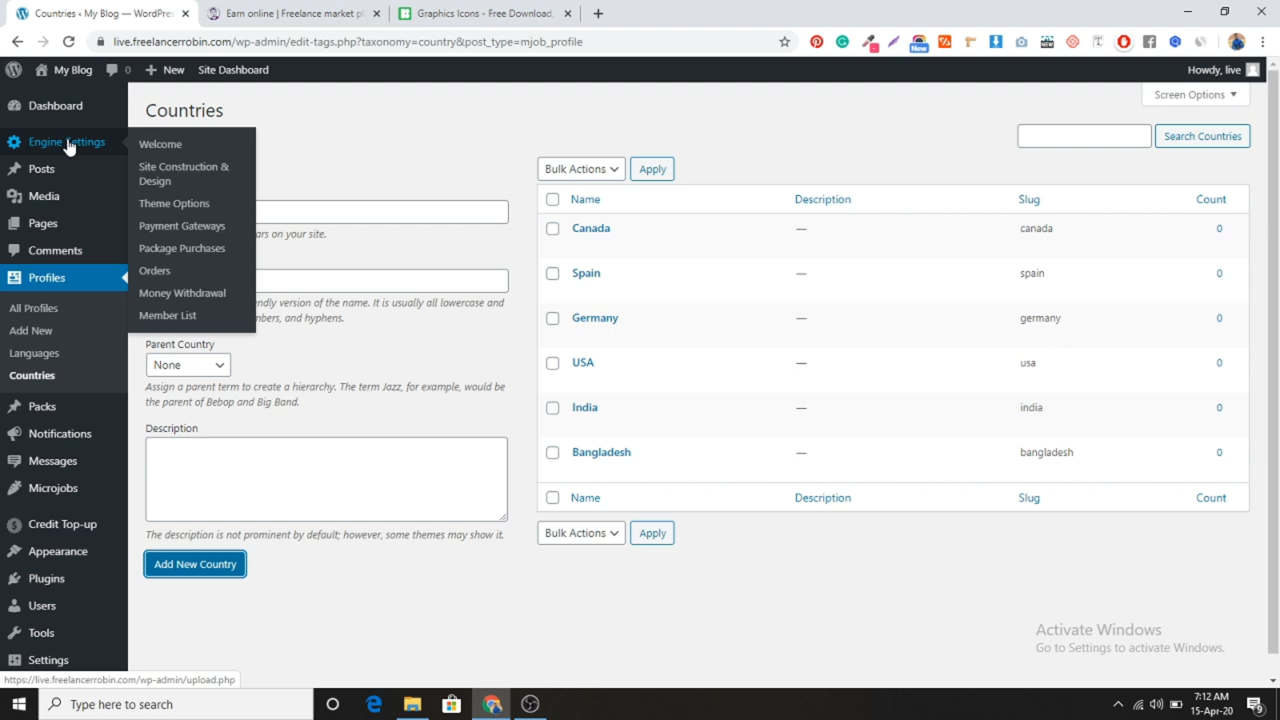 Countries ‹ My Blog — WordPre:
Earn online | Freelance market pl
Graphics Icons - Free Download,
live.freelancerrobin.com/wp-admin/edit-tags.php?taxonomy=country&post_type=mjob_profile
New
NEW
My Blog
0
New
Site Dashboard
Howdy, live
Screen Options
Dashboard
Engine Settings
Posts
Media
Pages
Comments
Profiles
All Profiles
Add New
Languages
Countries
Packs
Notifications
Messages
Microjobs
Credit Top-up
Appearance
Plugins
Users
Tools
Settings
Welcome
Site Construction &
Design
Theme Options
Payment Gateways
Package Purchases
Orders
Money Withdrawal
Member List
Countries
ars on your site.
ndly version of the name. It is usually all lowercase and
nbers, and hyphens.
Parent Country
None
Assign a parent term to create a hierarchy. The term Jazz, for example, would be
the parent of Bebop and Big Band.
Description
The description is not prominent by default; however, some themes may show it.
Add New Country
Search Countries
Bulk Actions
Apply
Name Description Slug Count
Canada — canada 0
Spain — spain 0
Germany — germany 0
USA — usa 0
India — india 0
Bangladesh — bangladesh 0
Name Description Slug Count
Bulk Actions
Apply
Activate Windows
Go to Settings to activate Windows.
https://live.freelancerrobin.com/wp-admin/upload.php
Type here to search
7:12 AM
15-Apr-20
9